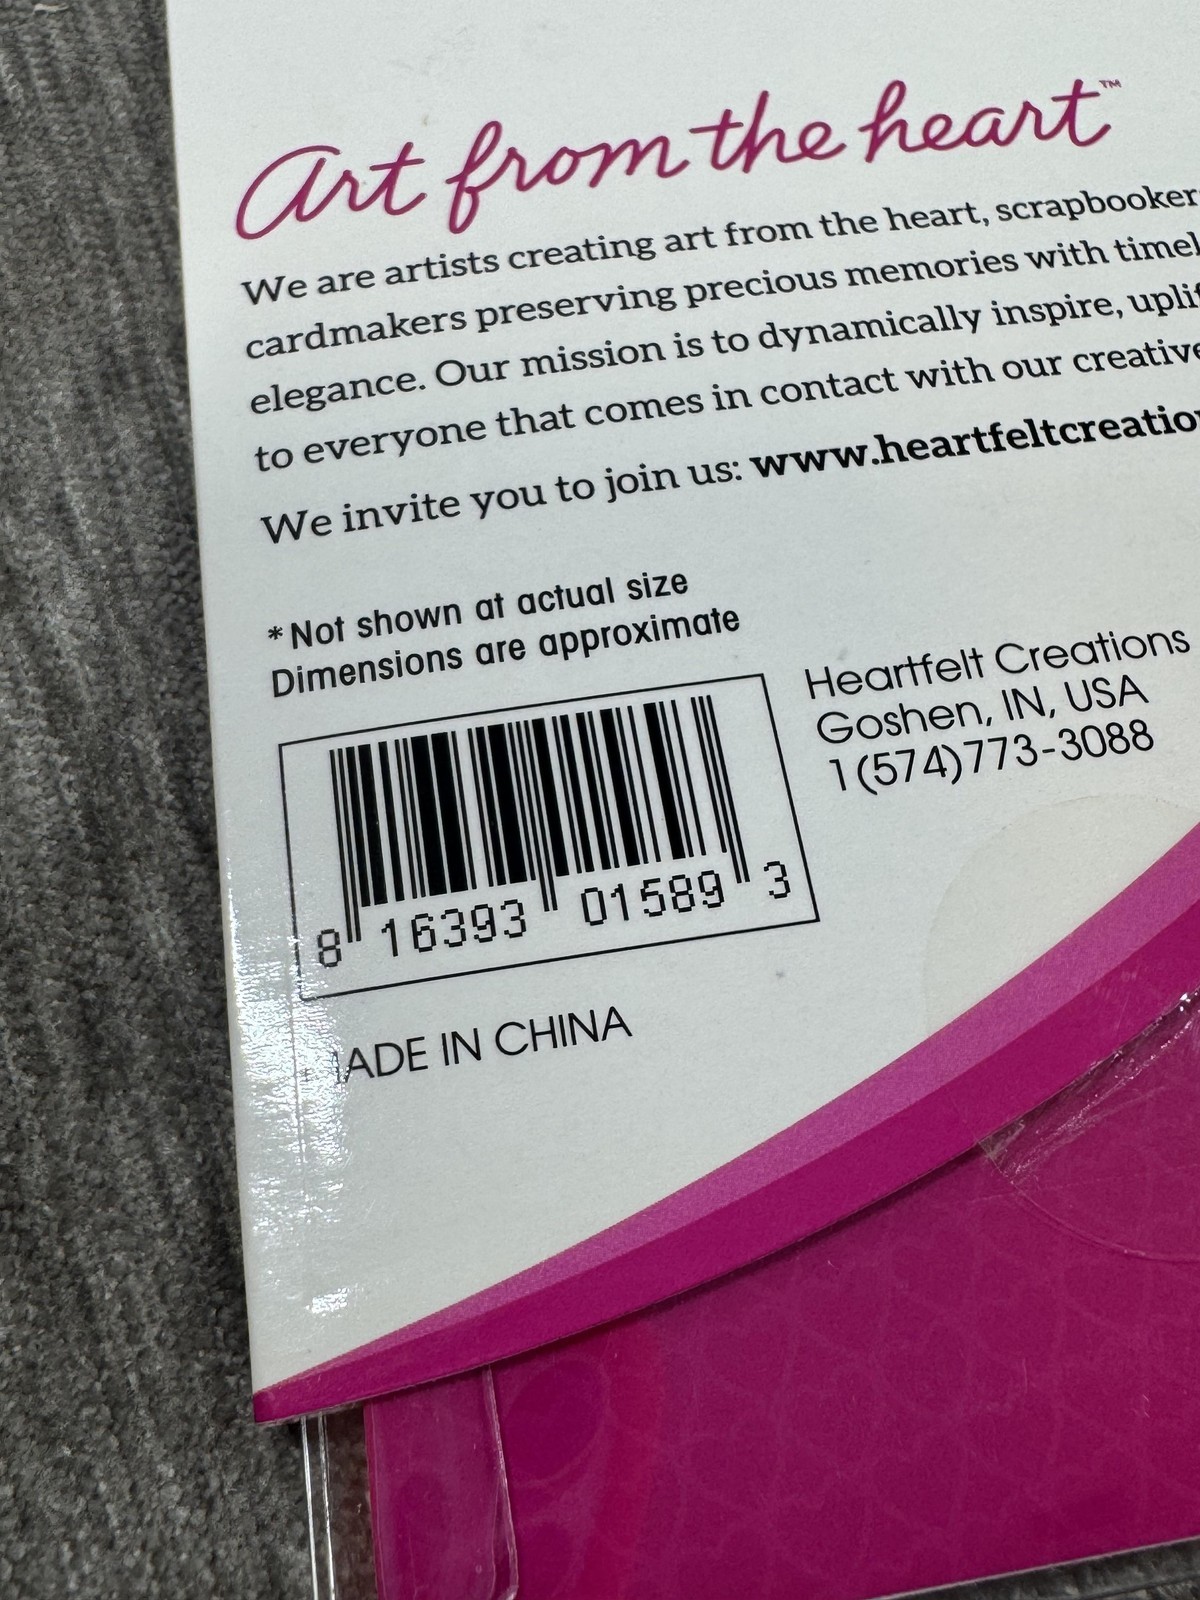 Art from the heart™
We are artists creating art from the heart, scrapbooker
cardmakers preserving precious memories with timel
elegance. Our mission is to dynamically inspire, uplif
to everyone that comes in contact with our creative
We invite you to join us: www.heartfeltcreatio
*Not shown at actual size
Dimensions are approximate
Heartfelt Creations
Goshen, IN, USA
1(574)773-3088
8 16393 01589 3
MADE IN CHINA